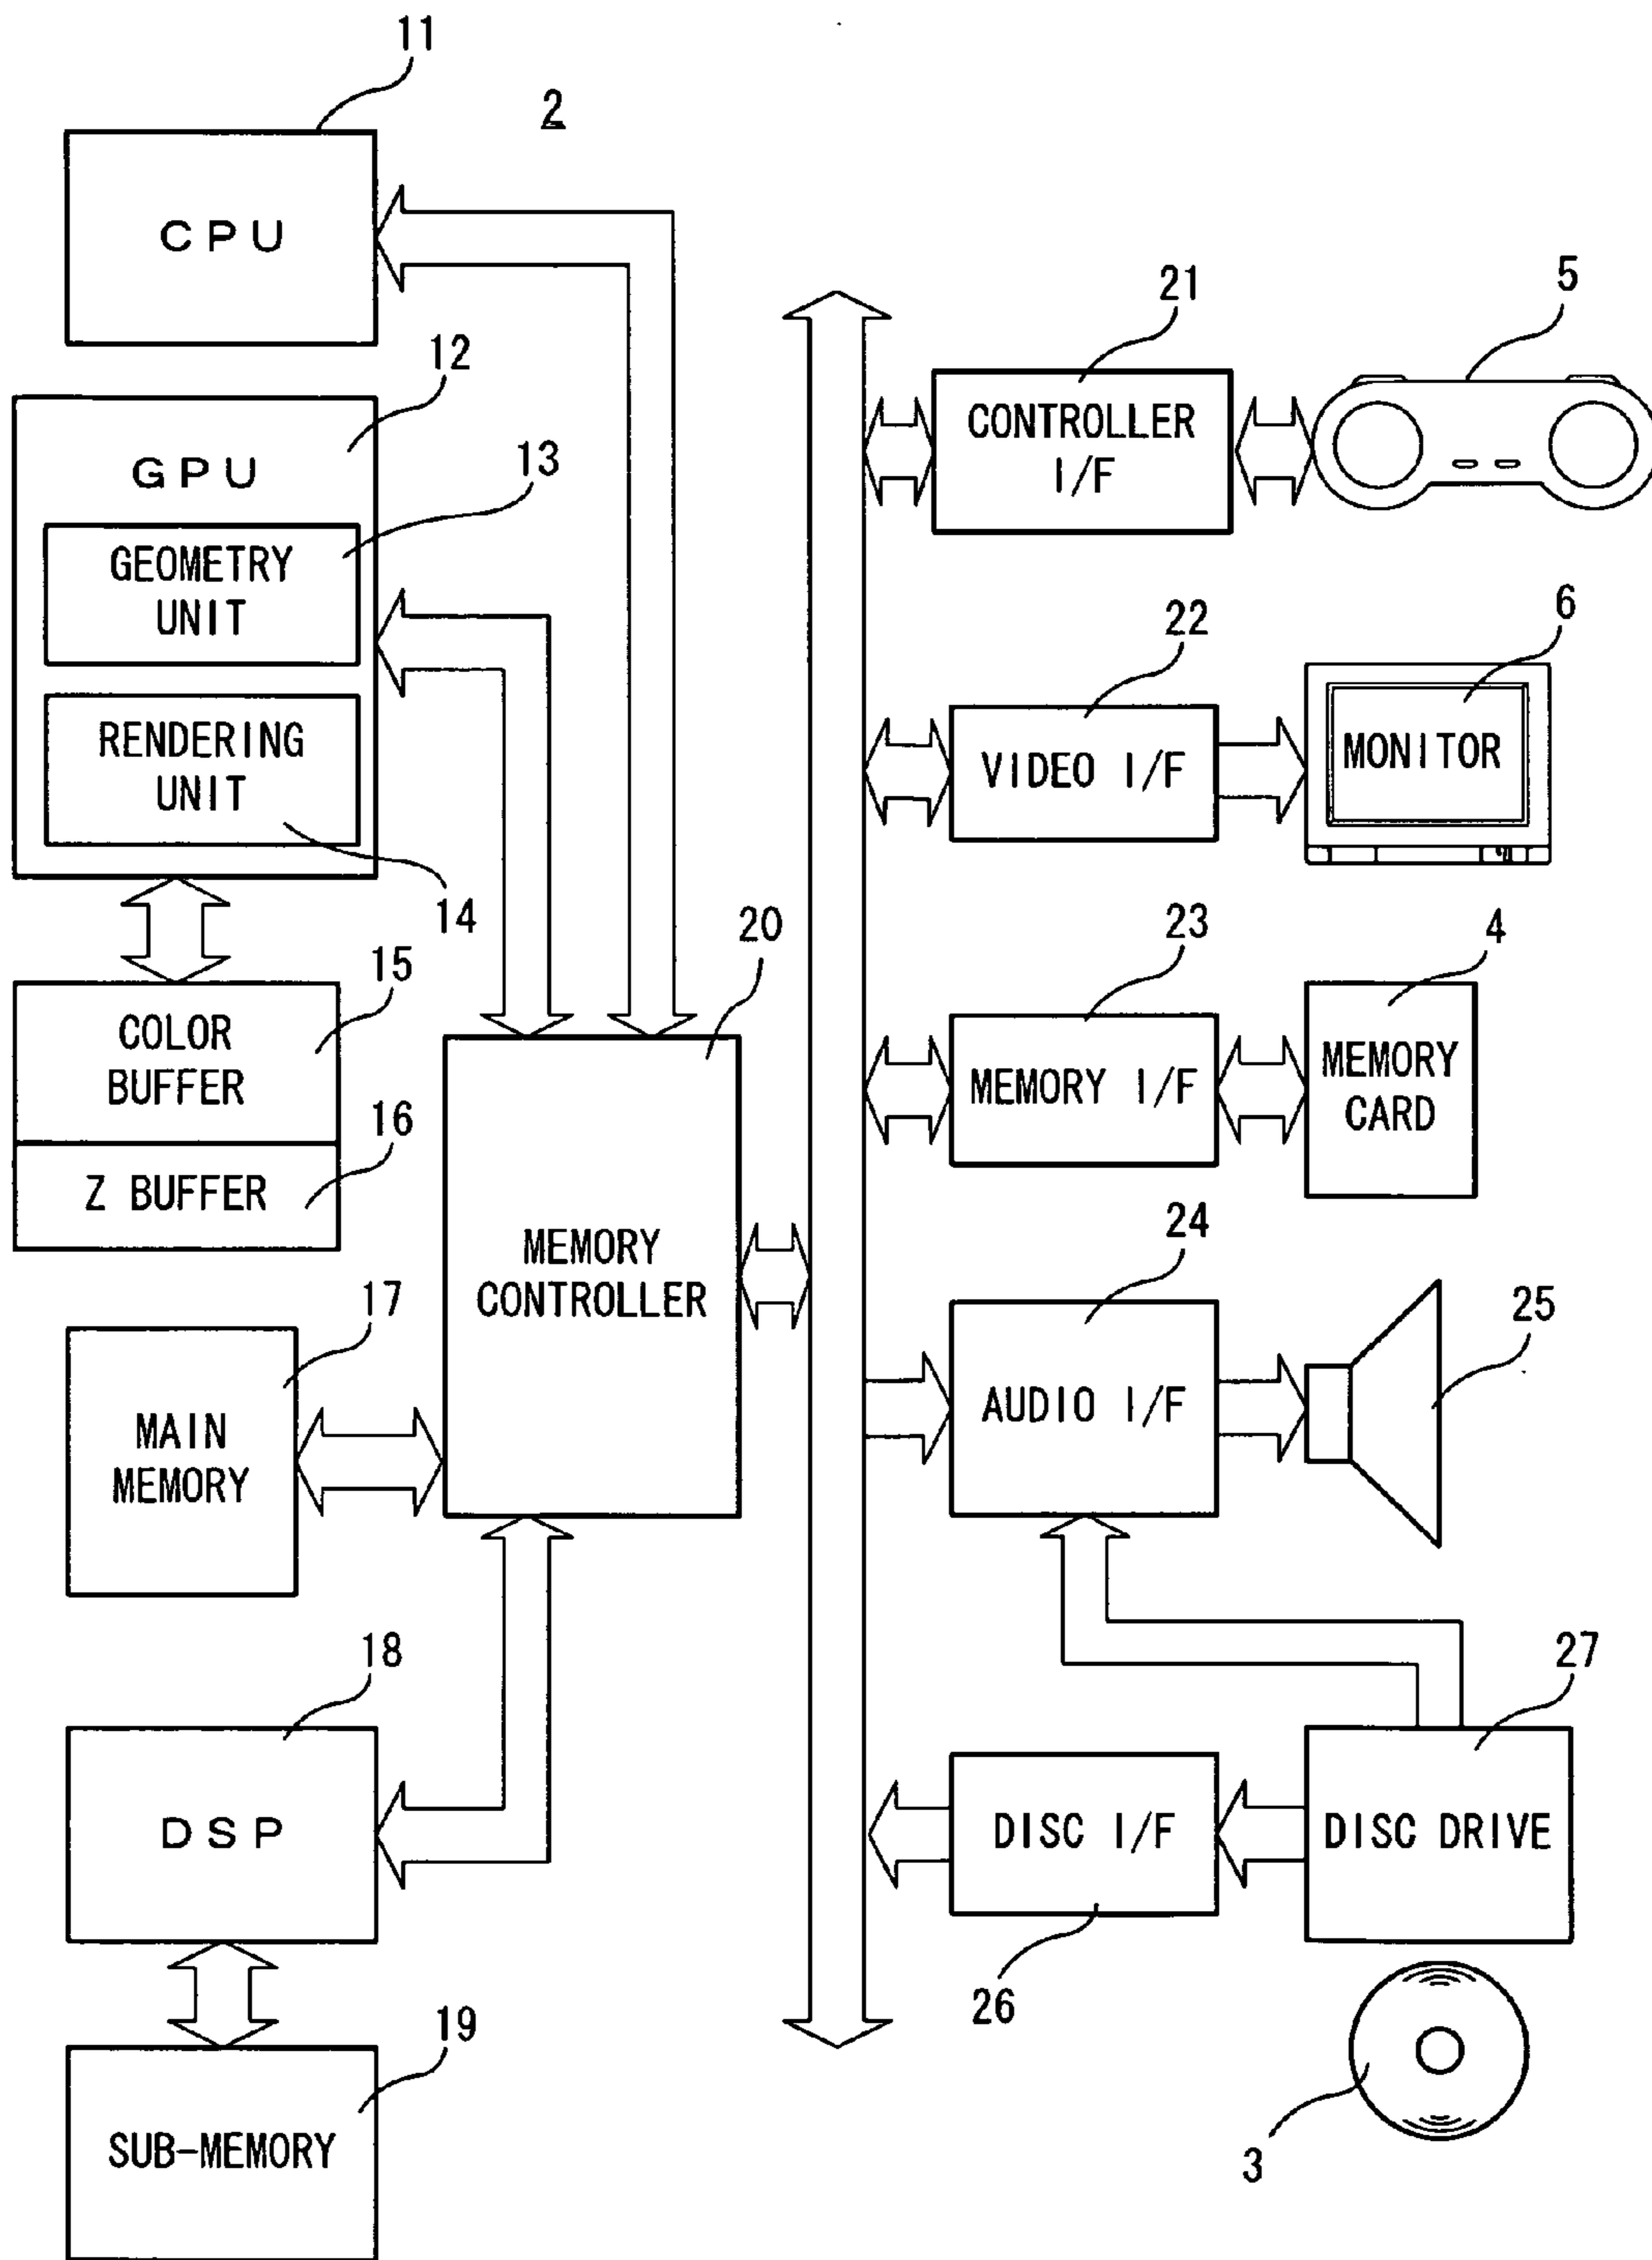 11
2
CPU
12
GPU
13
GEOMETRY
UNIT
RENDERING
UNIT
14
15
COLOR
BUFFER
16
Z BUFFER
17
MAIN
MEMORY
18
DSP
19
SUB-MEMORY
20
MEMORY
CONTROLLER
21
CONTROLLER
I/F
5
22
VIDEO I/F
6
MONITOR
23
MEMORY I/F
4
MEMORY
CARD
24
AUDIO I/F
25
27
DISC I/F
26
DISC DRIVE
3